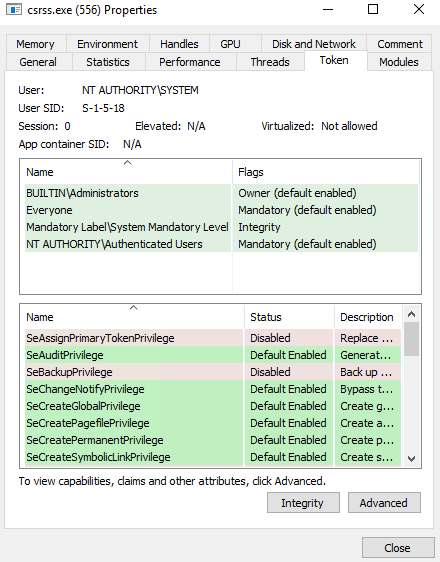 csrss.exe (556) Properties
Memory Environment Handles GPU Disk and Network Comment
General Statistics Performance Threads Token Modules
User: NT AUTHORITY\SYSTEM
User SID: S-1-5-18
Session: 0 Elevated: N/A Virtualized: Not allowed
App container SID: N/A
Name Flags
BUILTIN\Administrators Owner (default enabled)
Everyone Mandatory (default enabled)
Mandatory Label\System Mandatory Level Integrity
NT AUTHORITY\Authenticated Users Mandatory (default enabled)
Name Status Description
SeAssignPrimaryTokenPrivilege Disabled Replace ...
SeAuditPrivilege Default Enabled Generat...
SeBackupPrivilege Disabled Back up ...
SeChangeNotifyPrivilege Default Enabled Bypass t...
SeCreateGlobalPrivilege Default Enabled Create g...
SeCreatePagefilePrivilege Default Enabled Create a...
SeCreatePermanentPrivilege Default Enabled Create p...
SeCreateSymbolicLinkPrivilege Default Enabled Create s...
To view capabilities, claims and other attributes, click Advanced.
Integrity Advanced
Close